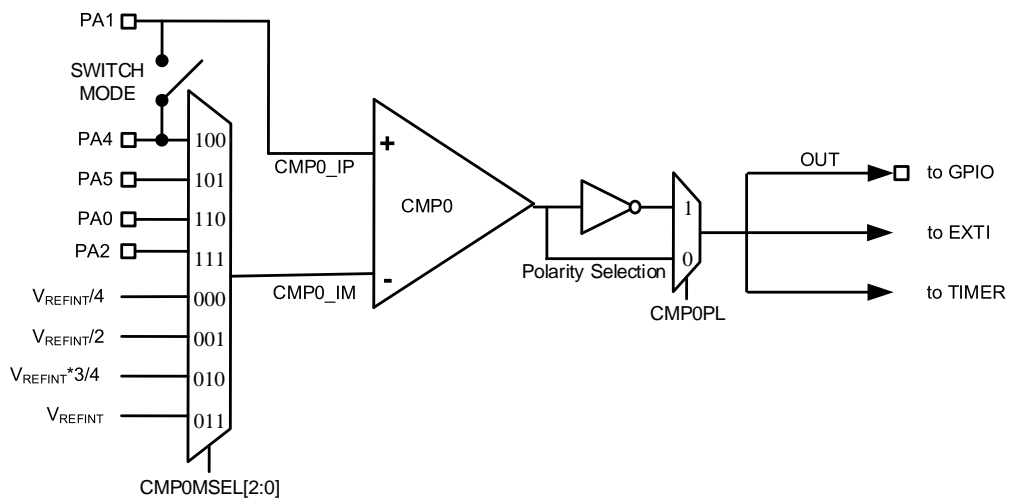 PA1
SWITCH
MODE
PA4
100
PA5
101
PA0
110
PA2
111
VREFINT/4
000
VREFINT/2
001
VREFINT*3/4
010
VREFINT
011
CMP0MSEL[2:0]
CMP0_IP
CMP0_IM
+
CMP0
-
Polarity Selection
1
0
CMP0PL
OUT
to GPIO
to EXTI
to TIMER